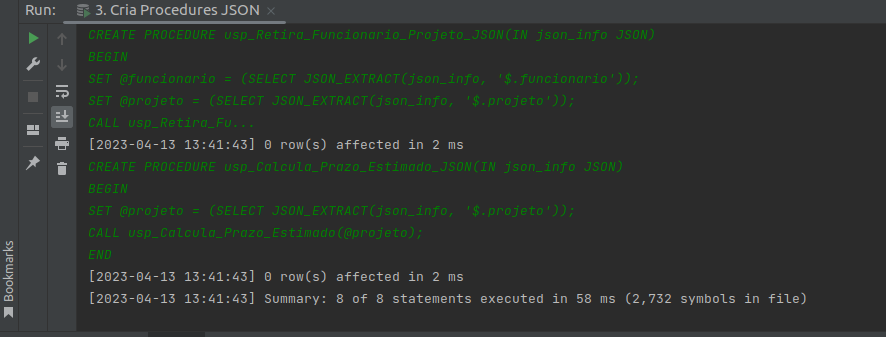 Run: 3. Cria Procedures JSON
CREATE PROCEDURE usp_Retira_Funcionario_Projeto_JSON(IN json_info JSON)
BEGIN
SET @funcionario = (SELECT JSON_EXTRACT(json_info, '$.funcionario'));
SET @projeto = (SELECT JSON_EXTRACT(json_info, '$.projeto'));
CALL usp_Retira_Fu...
[2023-04-13 13:41:43] 0 row(s) affected in 2 ms
CREATE PROCEDURE usp_Calcula_Prazo_Estimado_JSON(IN json_info JSON)
BEGIN
SET @projeto = (SELECT JSON_EXTRACT(json_info, '$.projeto'));
CALL usp_Calcula_Prazo_Estimado(@projeto);
END
[2023-04-13 13:41:43] 0 row(s) affected in 2 ms
[2023-04-13 13:41:43] Summary: 8 of 8 statements executed in 58 ms (2,732 symbols in file)
Bookmarks